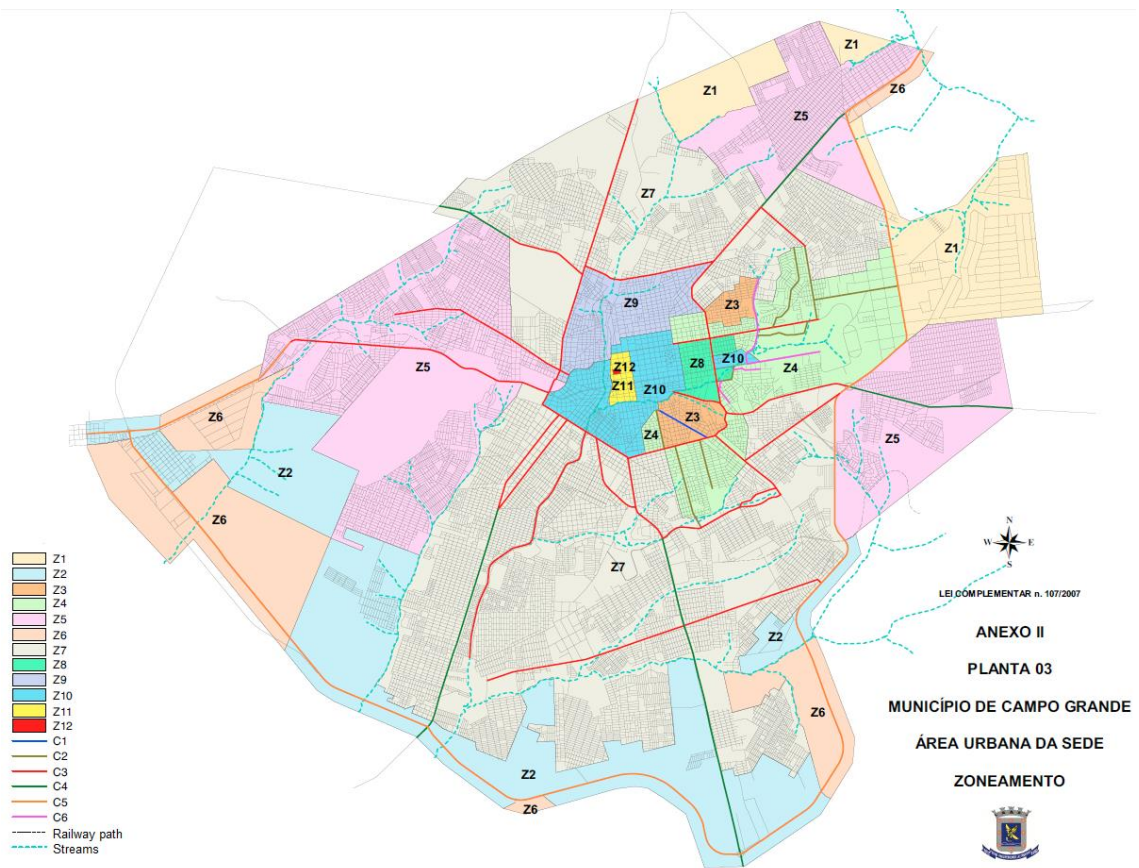 Z1
Z1
Z6
Z5
Z7
Z1
Z9
Z3
Z12
Z8
Z10
Z5
Z4
Z11
Z10
Z6
Z3
Z4
Z5
Z2
Z6
Z7
Z2
Z6
Z2
Z6
Z1
Z2
Z3
Z4
Z5
Z6
Z7
Z8
Z9
Z10
Z11
Z12
C1
C2
C3
C4
C5
C6
Railway path
Streams
N
W E
S
LEI COMPLEMENTAR n. 107/2007
ANEXO II
PLANTA 03
MUNICÍPIO DE CAMPO GRANDE
ÁREA URBANA DA SEDE
ZONEAMENTO